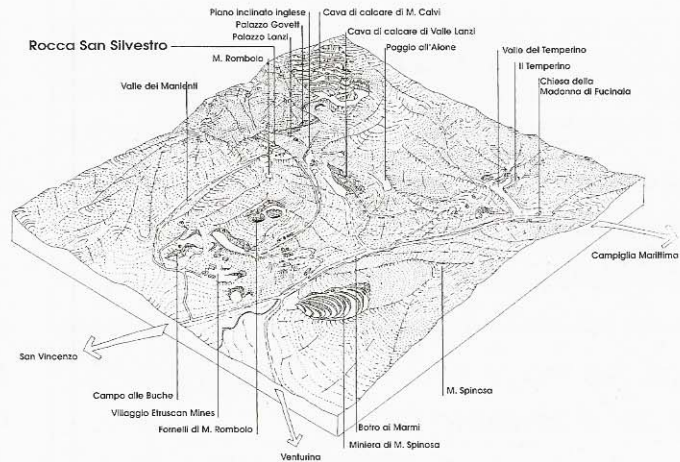 Piano inclinato inglese
Cava di calcare di M. Calvi
Palazzo Govett
Cava di calcare di Valle Lanzi
Palazzo Lanzi
Poggio all'Aione
Rocca San Silvestro
M. Rombolo
Valle del Temperino
Il Temperino
Valle dei Manienti
Chiesa della
Madonna di Fucinaia
Campiglia Marittima
San Vincenzo
Campo alle Buche
Villaggio Etruscan Mines
Fornelli di M. Rombolo
Venturina
M. Spinosa
Botro ai Marmi
Miniera di M. Spinosa